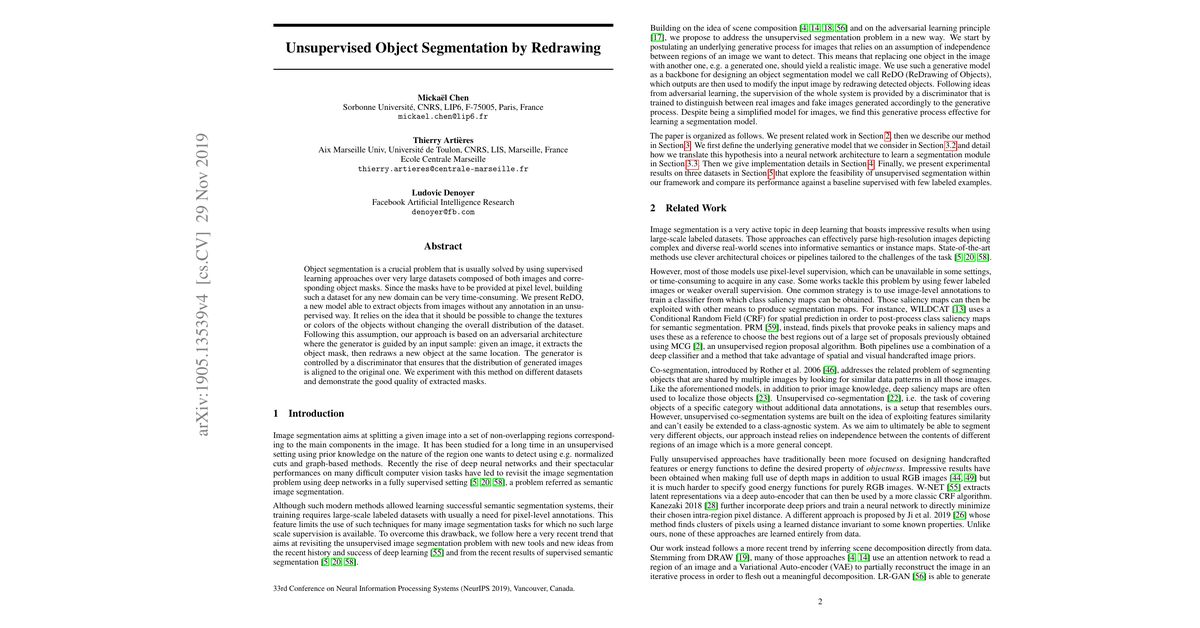 arXiv:1905.13539v4 [cs.CV] 29 Nov 2019
Unsupervised Object Segmentation by Redrawing
Mickaël Chen
Sorbonne Université, CNRS, LIP6, F-75005, Paris, France
mickael.chen@lip6.fr
Thierry Artières
Aix Marseille Univ, Université de Toulon, CNRS, LIS, Marseille, France
Ecole Centrale Marseille
thierry.artieres@centrale-marseille.fr
Ludovic Denoyer
Facebook Artificial Intelligence Research
denoyer@fb.com
Abstract
Object segmentation is a crucial problem that is usually solved by using supervised
learning approaches over very large datasets composed of both images and cor-
responding object masks. Since the masks have to be provided at pixel level, building
such a dataset for any new domain can be very time-consuming. We present ReDO,
a new model able to extract objects from images without any annotation in an unsu-
pervised way. It relies on the idea that it should be possible to change the textures
or colors of the objects without changing the overall distribution of the dataset.
Following this assumption, our approach is based on an adversarial architecture
where the generator is guided by an input sample: given an image, it extracts the
object mask, then redraws a new object at the same location. The generator is
controlled by a discriminator that ensures that the distribution of generated images
is aligned to the original one. We experiment with this method on different datasets
and demonstrate the good quality of extracted masks.
1 Introduction
Image segmentation aims at splitting a given image into a set of non-overlapping regions correspond-
ing to the main components in the image. It has been studied for a long time in an unsupervised
setting using prior knowledge on the nature of the region one wants to detect using e.g. normalized
cuts and graph-based methods. Recently the rise of deep neural networks and their spectacular
performances on many difficult computer vision tasks have led to revisit the image segmentation
problem using deep networks in a fully supervised setting [5, 20, 58], a problem referred as semantic
image segmentation.
Although such modern methods allowed learning successful semantic segmentation systems, their
training requires large-scale labeled datasets with usually a need for pixel-level annotations. This
feature limits the use of such techniques for many image segmentation tasks for which no such large
scale supervision is available. To overcome this drawback, we follow here a very recent trend that
aims at revisiting the unsupervised image segmentation problem with new tools and new ideas from
the recent history and success of deep learning [55] and from the recent results of supervised semantic
segmentation [5, 20, 58].
33rd Conference on Neural Information Processing Systems (NeurIPS 2019), Vancouver, Canada.
Building on the idea of scene composition [4, 14, 18, 56] and on the adversarial learning principle
[17], we propose to address the unsupervised segmentation problem in a new way. We start by
postulating an underlying generative process for images that relies on an assumption of independence
between regions of an image we want to detect. This means that replacing one object in the image
with another one, e.g. a generated one, should yield a realistic image. We use such a generative model
as a backbone for designing an object segmentation model we call ReDO (ReDrawing of Objects),
which outputs are then used to modify the input image by redrawing detected objects. Following ideas
from adversarial learning, the supervision of the whole system is provided by a discriminator that is
trained to distinguish between real images and fake images generated accordingly to the generative
process. Despite being a simplified model for images, we find this generative process effective for
learning a segmentation model.
The paper is organized as follows. We present related work in Section 2, then we describe our method
in Section 3. We first define the underlying generative model that we consider in Section 3.2 and detail
how we translate this hypothesis into a neural network architecture to learn a segmentation module
in Section 3.3. Then we give implementation details in Section 4. Finally, we present experimental
results on three datasets in Section 5 that explore the feasibility of unsupervised segmentation within
our framework and compare its performance against a baseline supervised with few labeled examples.
2 Related Work
Image segmentation is a very active topic in deep learning that boasts impressive results when using
large-scale labeled datasets. Those approaches can effectively parse high-resolution images depicting
complex and diverse real-world scenes into informative semantics or instance maps. State-of-the-art
methods use clever architectural choices or pipelines tailored to the challenges of the task [5, 20, 58].
However, most of those models use pixel-level supervision, which can be unavailable in some settings,
or time-consuming to acquire in any case. Some works tackle this problem by using fewer labeled
images or weaker overall supervision. One common strategy is to use image-level annotations to
train a classifier from which class saliency maps can be obtained. Those saliency maps can then be
exploited with other means to produce segmentation maps. For instance, WILDCAT [13] uses a
Conditional Random Field (CRF) for spatial prediction in order to post-process class saliency maps
for semantic segmentation. PRM [59], instead, finds pixels that provoke peaks in saliency maps and
uses these as a reference to choose the best regions out of a large set of proposals previously obtained
using MCG [2], an unsupervised region proposal algorithm. Both pipelines use a combination of a
deep classifier and a method that take advantage of spatial and visual handcrafted image priors.
Co-segmentation, introduced by Rother et al. 2006 [46], addresses the related problem of segmenting
objects that are shared by multiple images by looking for similar data patterns in all those images.
Like the aforementioned models, in addition to prior image knowledge, deep saliency maps are often
used to localize those objects [23]. Unsupervised co-segmentation [22], i.e. the task of covering
objects of a specific category without additional data annotations, is a setup that resembles ours.
However, unsupervised co-segmentation systems are built on the idea of exploiting features similarity
and can't easily be extended to a class-agnostic system. As we aim to ultimately be able to segment
very different objects, our approach instead relies on independence between the contents of different
regions of an image which is a more general concept.
Fully unsupervised approaches have traditionally been more focused on designing handcrafted
features or energy functions to define the desired property of objectness. Impressive results have
been obtained when making full use of depth maps in addition to usual RGB images [44, 49] but
it is much harder to specify good energy functions for purely RGB images. W-NET [55] extracts
latent representations via a deep auto-encoder that can then be used by a more classic CRF algorithm.
Kanezaki 2018 [28] further incorporate deep priors and train a neural network to directly minimize
their chosen intra-region pixel distance. A different approach is proposed by Ji et al. 2019 [26] whose
method finds clusters of pixels using a learned distance invariant to some known properties. Unlike
ours, none of these approaches are learned entirely from data.
Our work instead follows a more recent trend by inferring scene decomposition directly from data.
Stemming from DRAW [19], many of those approaches [4, 14] use an attention network to read a
region of an image and a Variational Auto-encoder (VAE) to partially reconstruct the image in an
iterative process in order to flesh out a meaningful decomposition. LR-GAN [56] is able to generate
2